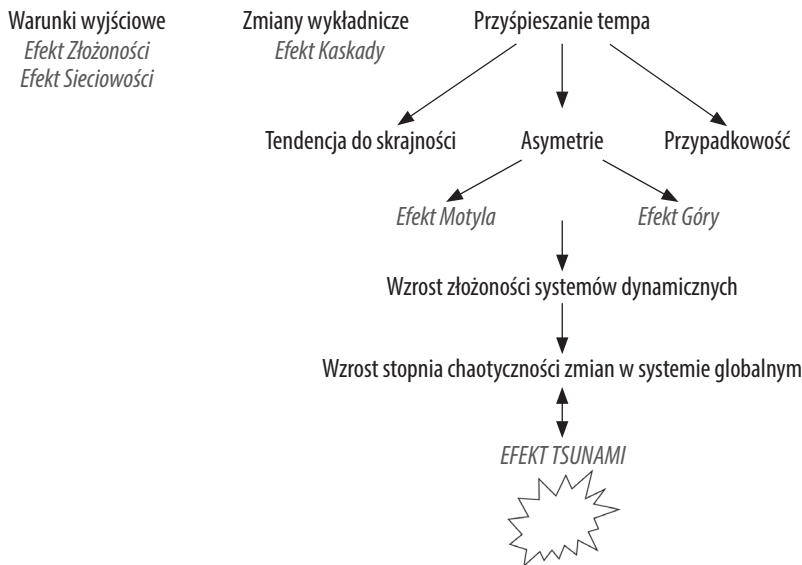 Warunki wyjściowe
Efekt Złożoności
Efekt Sieciowości
Zmiany wykładnicze
Efekt Kaskady
Przyśpieszanie tempa
Tendencja do skrajności
Asymetrie
Przypadkowość
Efekt Motyla
Efekt Góry
Wzrost złożoności systemów dynamicznych
Wzrost stopnia chaotyczności zmian w systemie globalnym
EFEKT TSUNAMI